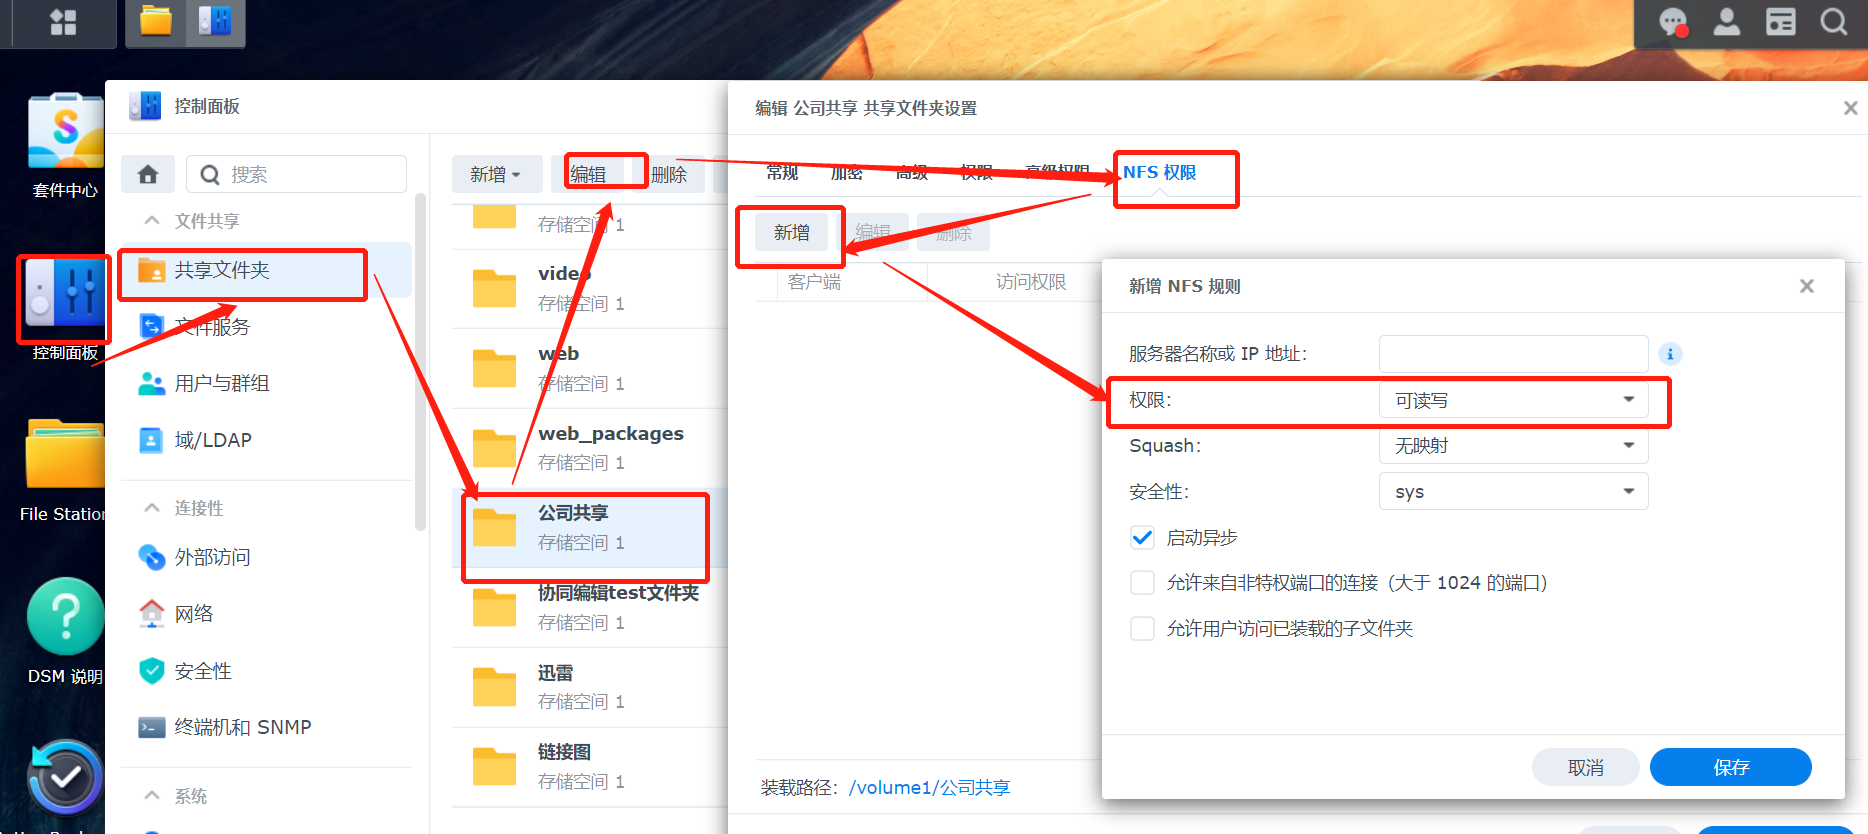 套件中心
控制面板
File Station
DSM 说明
控制面板
搜索
文件共享
共享文件夹
文件服务
用户与群组
域/LDAP
连接性
外部访问
网络
安全性
终端机和 SNMP
系统
新增
编辑
删除
存储空间 1
video
存储空间 1
web
存储空间 1
web_packages
存储空间 1
公司共享
存储空间 1
协同编辑test文件夹
存储空间 1
迅雷
存储空间 1
链接图
存储空间 1
编辑 公司共享 共享文件夹设置
常规 加密 高级 权限 高级权限 NFS 权限
新增 编辑 删除
客户端 访问权限
装载路径: /volume1/公司共享
新增 NFS 规则
服务器名称或 IP 地址:
权限: 可读写
Squash: 无映射
安全性: sys
启动异步
允许来自非特权端口的连接（大于 1024 的端口）
允许用户访问已装载的子文件夹
取消 保存